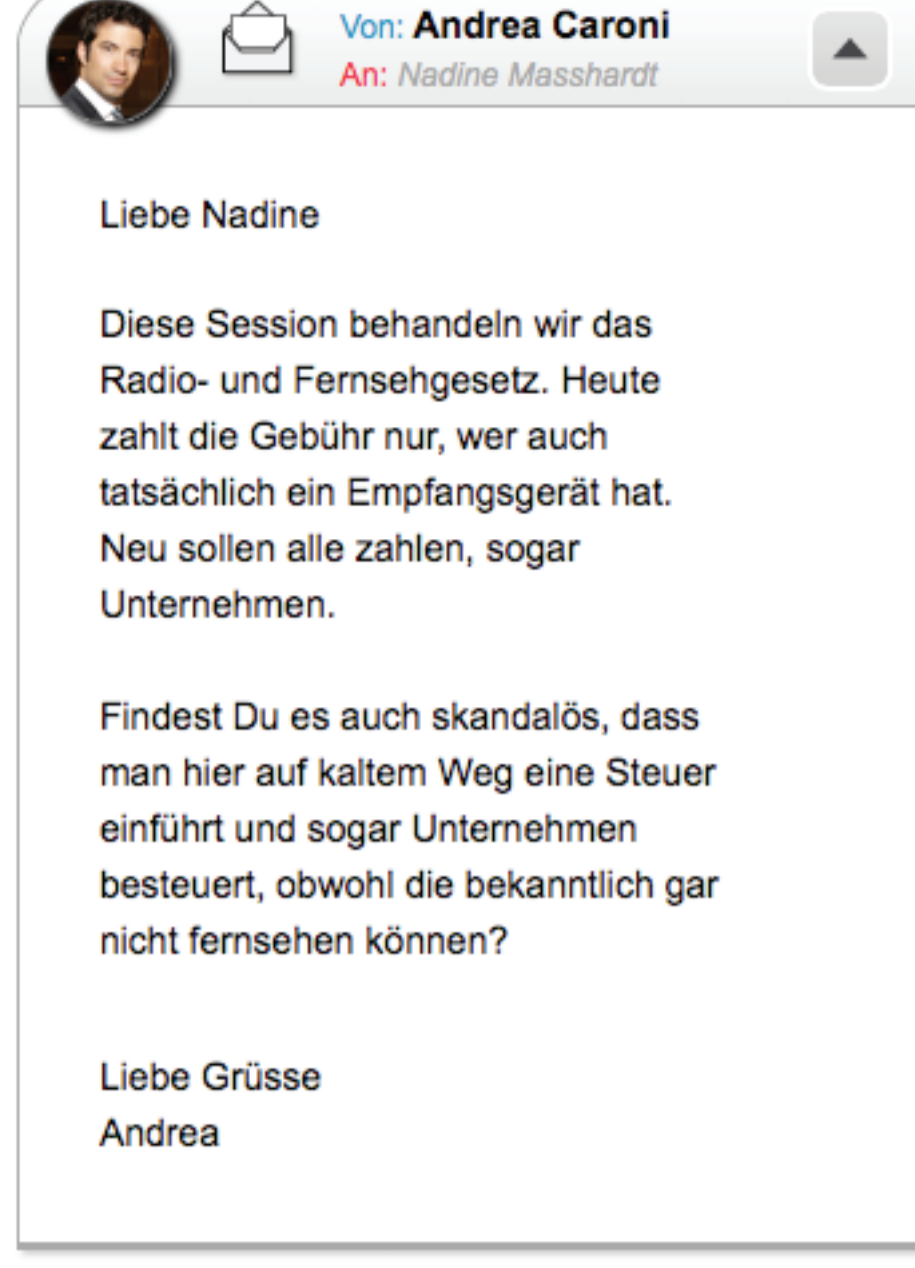 Von: Andrea Caroni
An: Nadine Masshardt
Liebe Nadine
Diese Session behandeln wir das
Radio- und Fernsehgesetz. Heute
zahlt die Gebühr nur, wer auch
tatsächlich ein Empfangsgerät hat.
Neu sollen alle zahlen, sogar
Unternehmen.
Findest Du es auch skandalös, dass
man hier auf kaltem Weg eine Steuer
einführt und sogar Unternehmen
besteuert, obwohl die bekanntlich gar
nicht fernsehen können?
Liebe Grüsse
Andrea